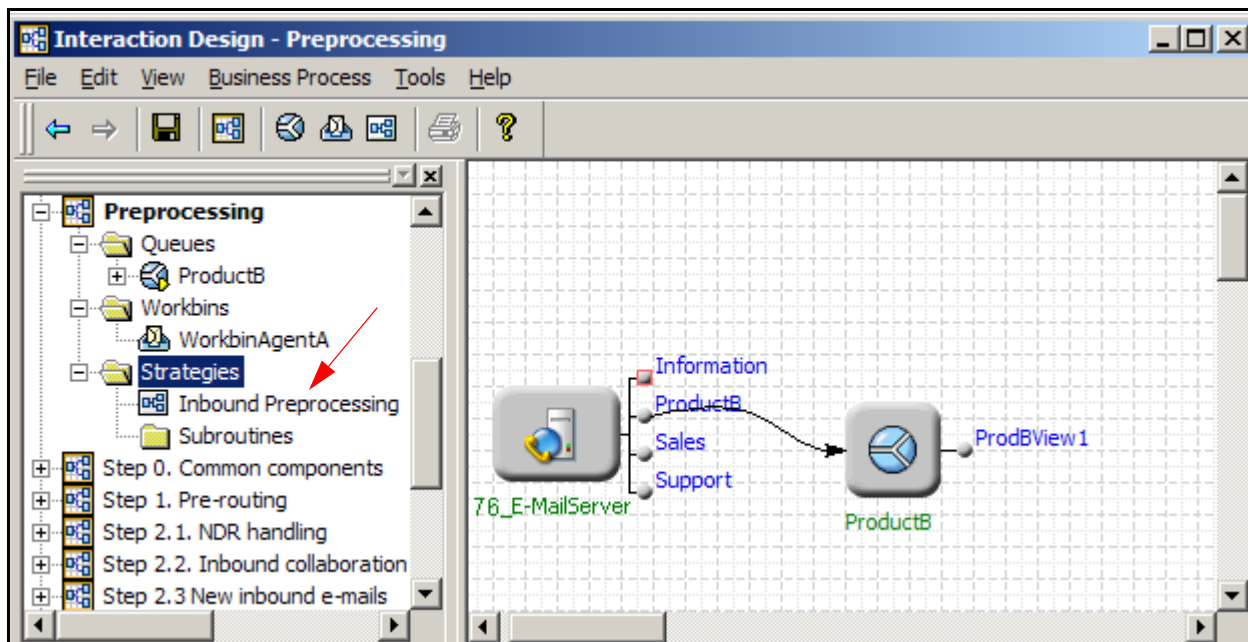 Interaction Design - Preprocessing
File Edit View Business Process Tools Help
Preprocessing
Queues
ProductB
Workbins
WorkbinAgentA
Strategies
Inbound Preprocessing
Subroutines
Step 0. Common components
Step 1. Pre-routing
Step 2.1. NDR handling
Step 2.2. Inbound collaboration
Step 2.3 New inbound e-mails
Information
ProductB
Sales
Support
76_E-MailServer
ProdBView1
ProductB